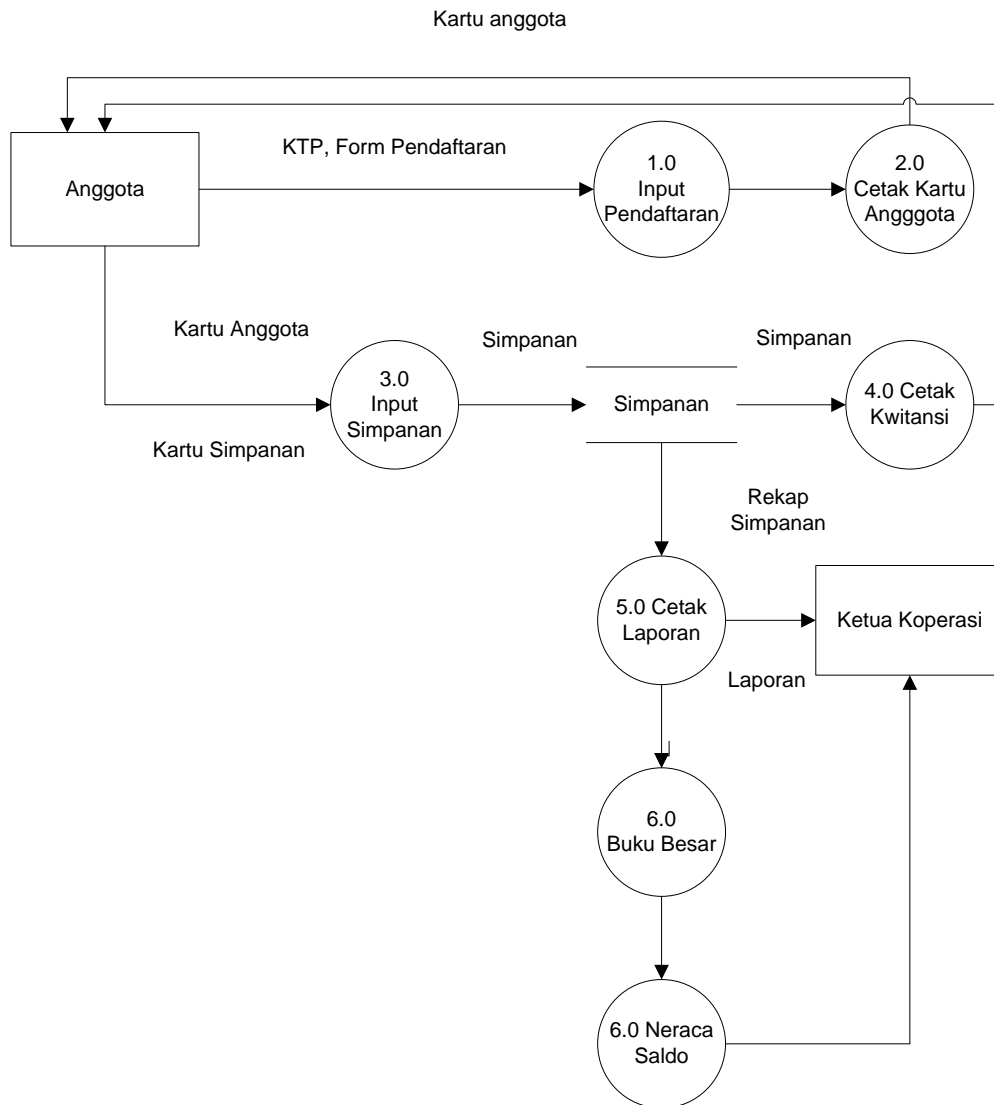 Kartu anggota
KTP, Form Pendaftaran
Anggota
1.0
Input
Pendaftaran
2.0
Cetak Kartu
Angggota
Kartu Anggota
Simpanan
Simpanan
3.0
Input
Simpanan
Simpanan
4.0 Cetak
Kwitansi
Kartu Simpanan
Rekap
Simpanan
5.0 Cetak
Laporan
Ketua Koperasi
Laporan
6.0
Buku Besar
6.0 Neraca
Saldo